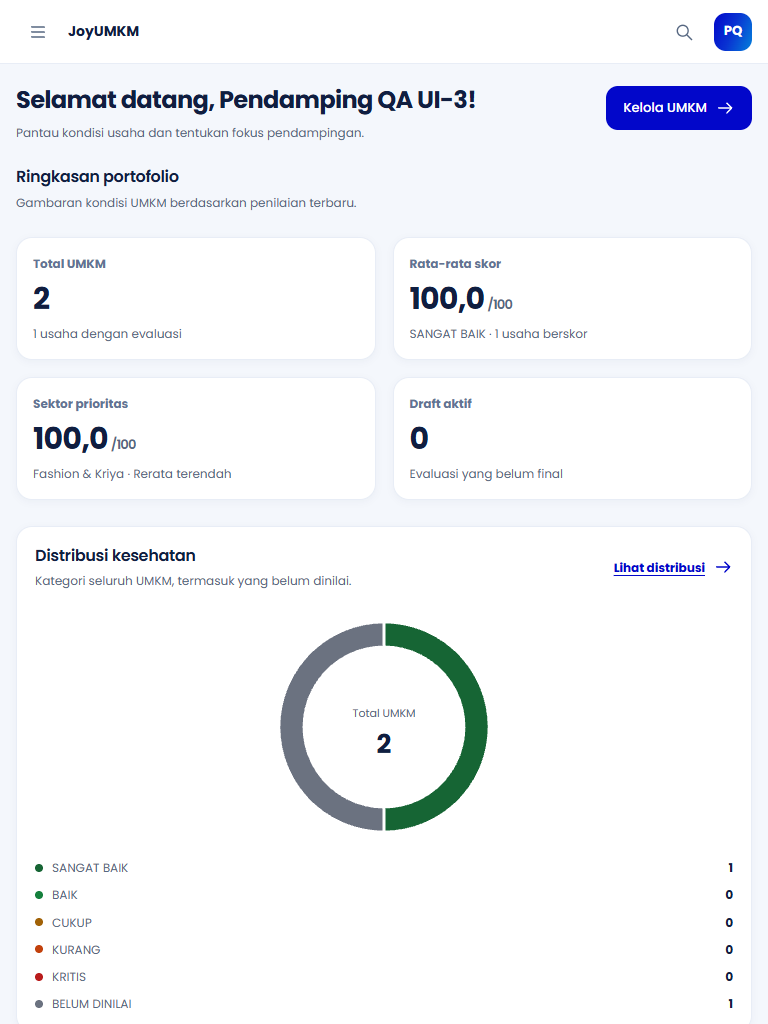 JoyUMKM
PQ
Selamat datang, Pendamping QA UI-3!
Pantau kondisi usaha dan tentukan fokus pendampingan.
Kelola UMKM
Ringkasan portofolio
Gambaran kondisi UMKM berdasarkan penilaian terbaru.
Total UMKM
2
1 usaha dengan evaluasi
Rata-rata skor
100,0 /100
SANGAT BAIK · 1 usaha berskor
Sektor prioritas
100,0 /100
Fashion & Kriya · Rerata terendah
Draft aktif
0
Evaluasi yang belum final
Distribusi kesehatan
Kategori seluruh UMKM, termasuk yang belum dinilai.
Lihat distribusi
Total UMKM
2
SANGAT BAIK 1
BAIK 0
CUKUP 0
KURANG 0
KRITIS 0
BELUM DINILAI 1